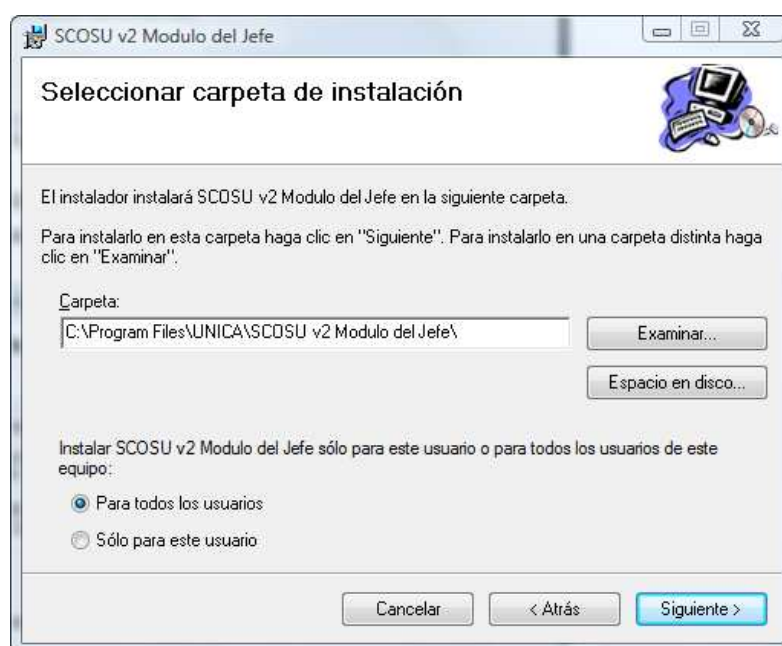 SCOSU v2 Modulo del Jefe
Seleccionar carpeta de instalación
El instalador instalará SCOSU v2 Modulo del Jefe en la siguiente carpeta.
Para instalarlo en esta carpeta haga clic en "Siguiente". Para instalarlo en una carpeta distinta haga
clic en "Examinar".
Carpeta:
C:\Program Files\UNICA\SCOSU v2 Modulo del Jefe\
Examinar...
Espacio en disco...
Instalar SCOSU v2 Modulo del Jefe sólo para este usuario o para todos los usuarios de este
equipo:
Para todos los usuarios
Sólo para este usuario
Cancelar
< Atrás
Siguiente >